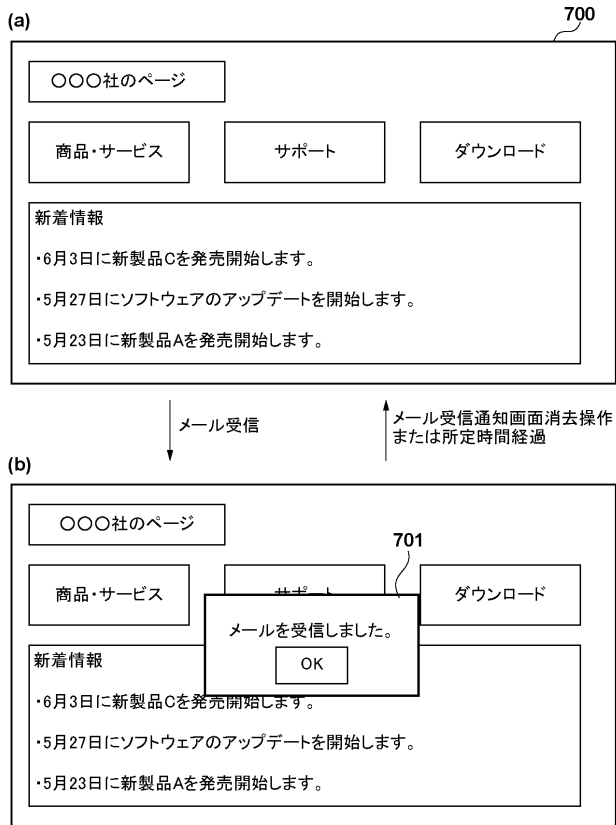 (a)
700
〇〇〇社のページ
商品・サービス
サポート
ダウンロード
新着情報
・6月3日に新製品Cを発売開始します。
・5月27日にソフトウェアのアップデートを開始します。
・5月23日に新製品Aを発売開始します。
メール受信
メール受信通知画面消去操作
または所定時間経過
(b)
〇〇〇社のページ
701
商品・サービス
サポート
ダウンロード
メールを受信しました。
OK
新着情報
・6月3日に新製品Cを発売開始します。
・5月27日にソフトウェアのアップデートを開始します。
・5月23日に新製品Aを発売開始します。